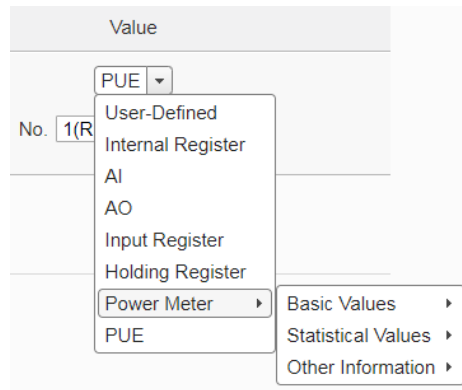 Value
PUE
No. 1(R
User-Defined
Internal Register
AI
AO
Input Register
Holding Register
Power Meter
PUE
Basic Values
Statistical Values
Other Information